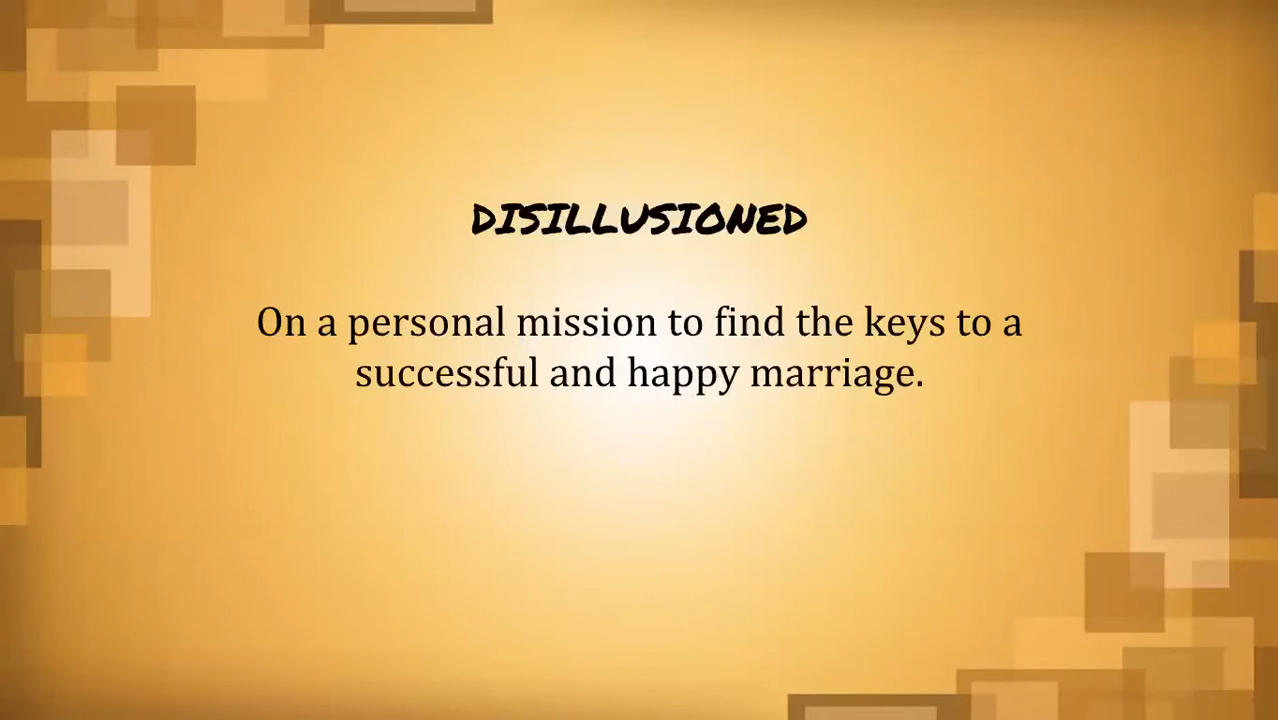 DISILLUSIONED
On a personal mission to find the keys to a
successful and happy marriage.